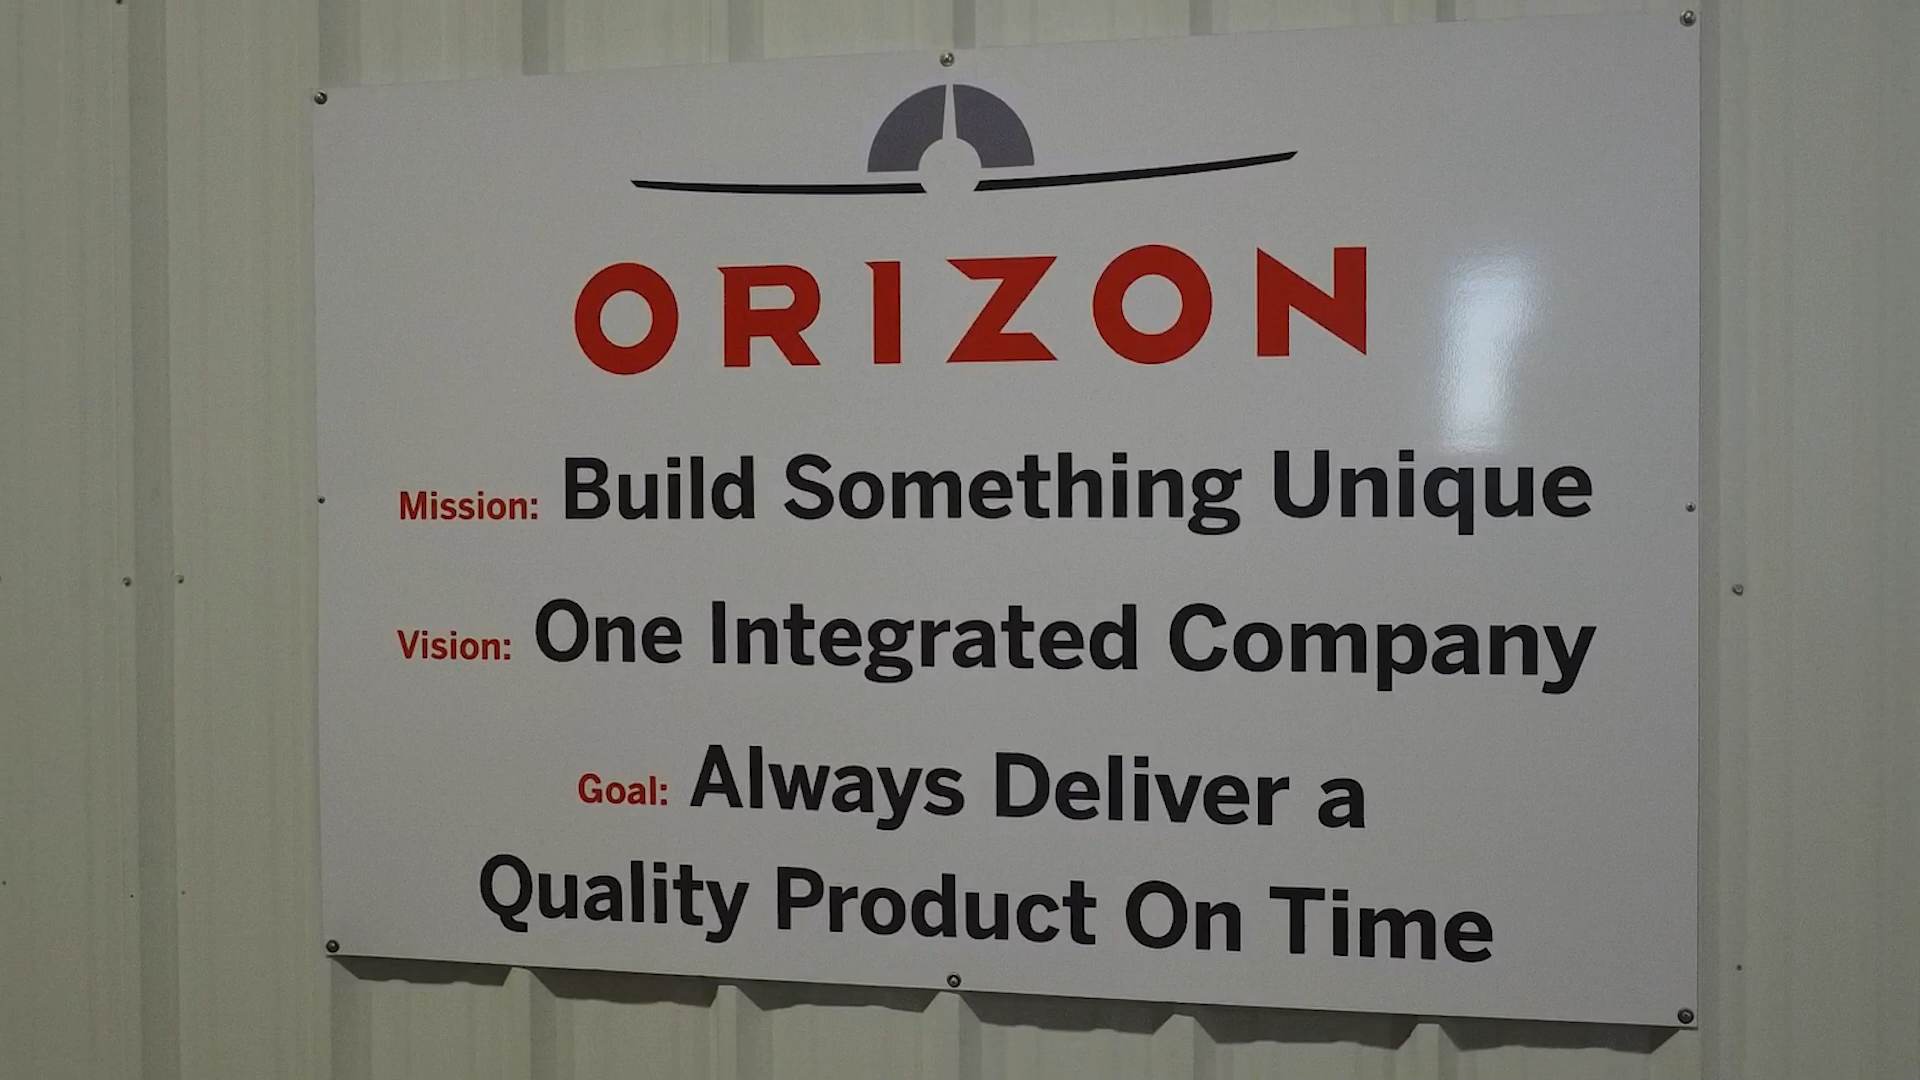 ORIZON
Mission: Build Something Unique
Vision: One Integrated Company
Goal: Always Deliver a
Quality Product On Time